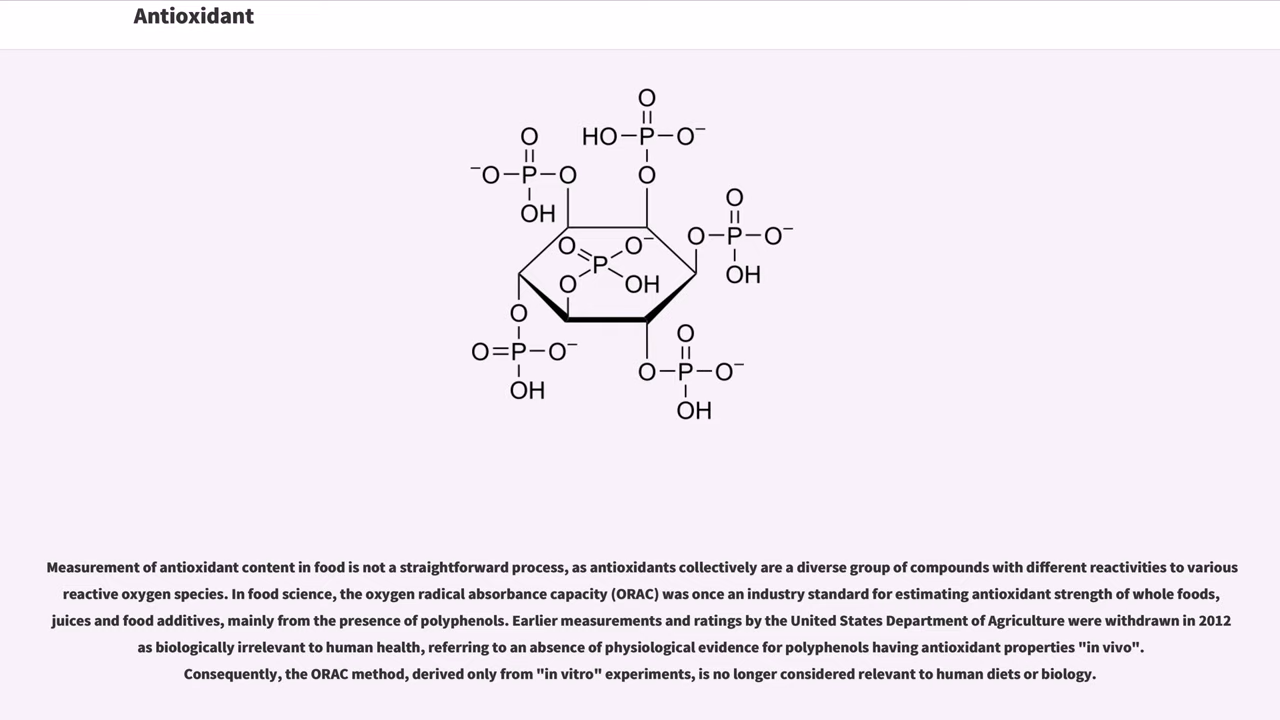 Antioxidant
O
O HO–P–O⁻
⁻O–P–O O
OH O
O O⁻ O–P–O⁻
P
O OH OH
O O
O=P–O⁻ O–P–O⁻
OH OH
Measurement of antioxidant content in food is not a straightforward process, as antioxidants collectively are a diverse group of compounds with different reactivities to various
reactive oxygen species. In food science, the oxygen radical absorbance capacity (ORAC) was once an industry standard for estimating antioxidant strength of whole foods,
juices and food additives, mainly from the presence of polyphenols. Earlier measurements and ratings by the United States Department of Agriculture were withdrawn in 2012
as biologically irrelevant to human health, referring to an absence of physiological evidence for polyphenols having antioxidant properties "in vivo".
Consequently, the ORAC method, derived only from "in vitro" experiments, is no longer considered relevant to human diets or biology.